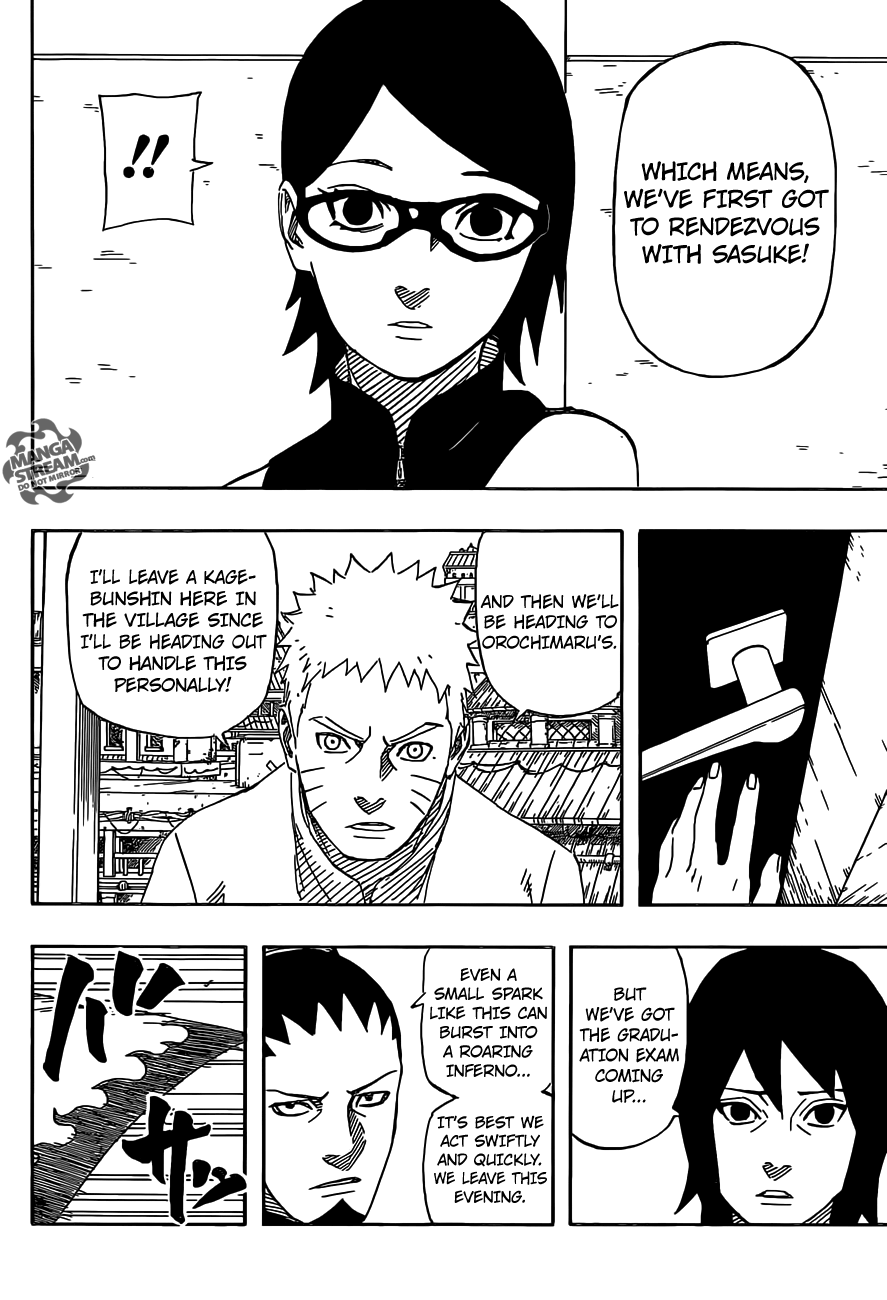 WHICH MEANS,
WE'VE FIRST GOT
TO RENDEZVOUS
WITH SASUKE!
!!
MANGA
STREAM.com
DO NOT MIRROR
AND THEN WE'LL
BE HEADING TO
OROCHIMARU'S.
I'LL LEAVE A KAGE-
BUNSHIN HERE IN
THE VILLAGE SINCE
I'LL BE HEADING OUT
TO HANDLE THIS
PERSONALLY!
BUT
WE'VE GOT
THE GRADU-
ATION EXAM
COMING
UP...
EVEN A
SMALL SPARK
LIKE THIS CAN
BURST INTO
A ROARING
INFERNO...
IT'S BEST WE
ACT SWIFTLY
AND QUICKLY.
WE LEAVE THIS
EVENING.
バサッ